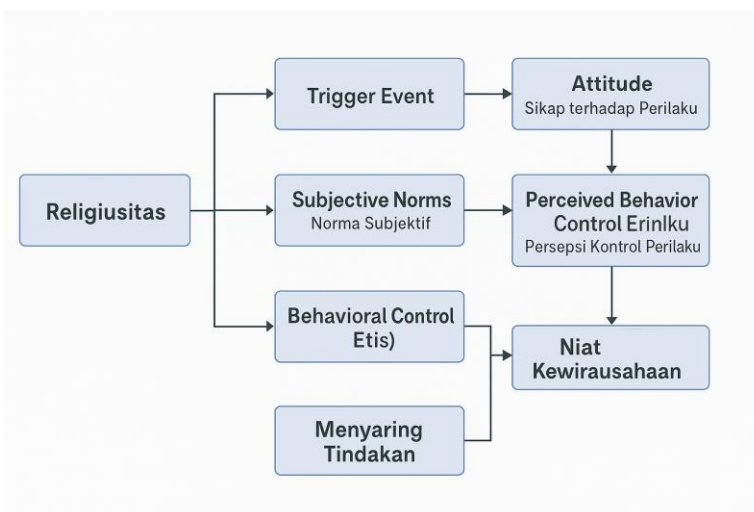 Religiusitas
Trigger Event
Attitude
Sikap terhadap Perilaku
Subjective Norms
Norma Subjektif
Perceived Behavior
Control Erinlku
Persepsi Kontrol Perilaku
Behavioral Control
Etis)
Niat
Kewirausahaan
Menyaring
Tindakan